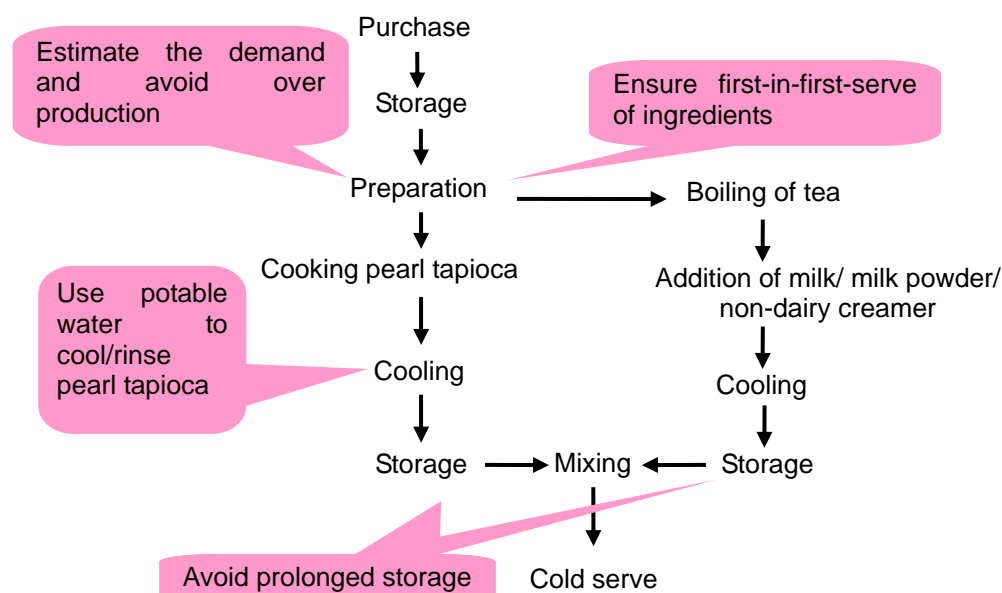 Purchase
Estimate the demand
and avoid over
production
Storage
Ensure first-in-first-serve
of ingredients
Preparation
Boiling of tea
Cooking pearl tapioca
Addition of milk/ milk powder/
non-dairy creamer
Use potable
water to
cool/rinse
pearl tapioca
Cooling
Cooling
Storage
Mixing
Storage
Avoid prolonged storage
Cold serve